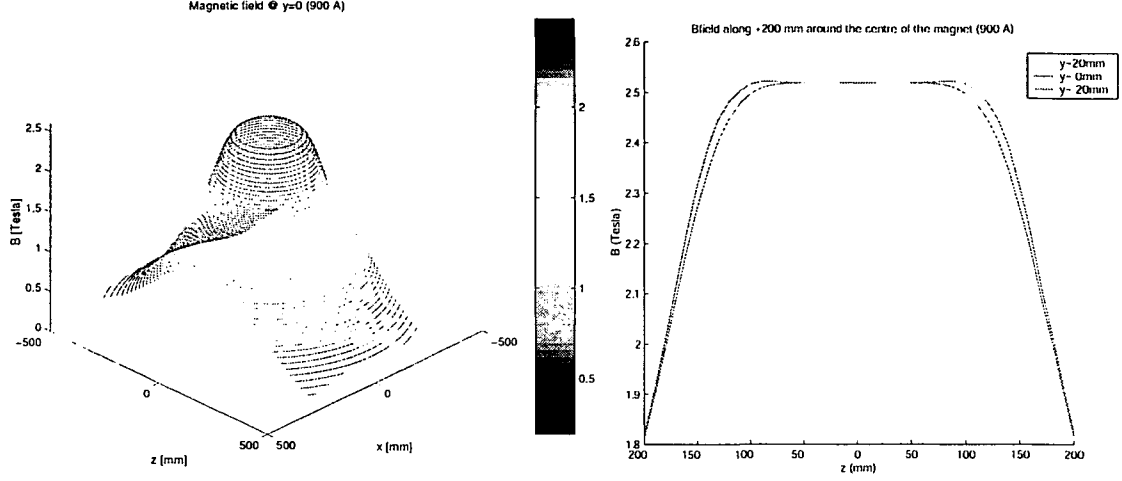 Magnetic field @ y=0 (900 A)
B [Tesla]
2.5
2
1.5
1
0.5
0
−500
0
500
z [mm]
500
0
−500
x [mm]
2
1.5
1
0.5
Bfield along +200 mm around the centre of the magnet (900 A)
y−20mm
y− 0mm
y− 20mm
B (Tesla)
2.6
2.5
2.4
2.3
2.2
2.1
2
1.9
1.8
200 150 100 50 0 50 100 150 200
z (mm)